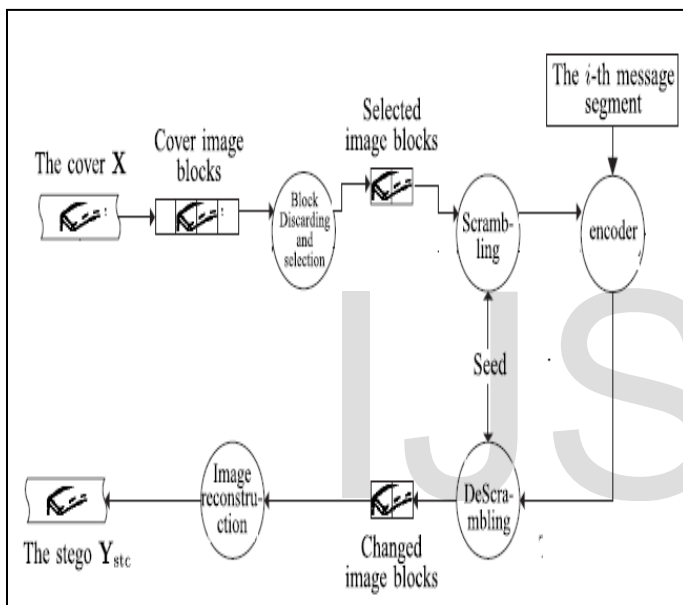 The 𝑖-th message
segment
Selected
image blocks
Cover image
blocks
The cover X
Block
Discarding
and
selection
Scramb-
ling
encoder
IJS
Seed
Image
reconstru-
ction
DeScra-
mbling
The stego Ystc
Changed
image blocks